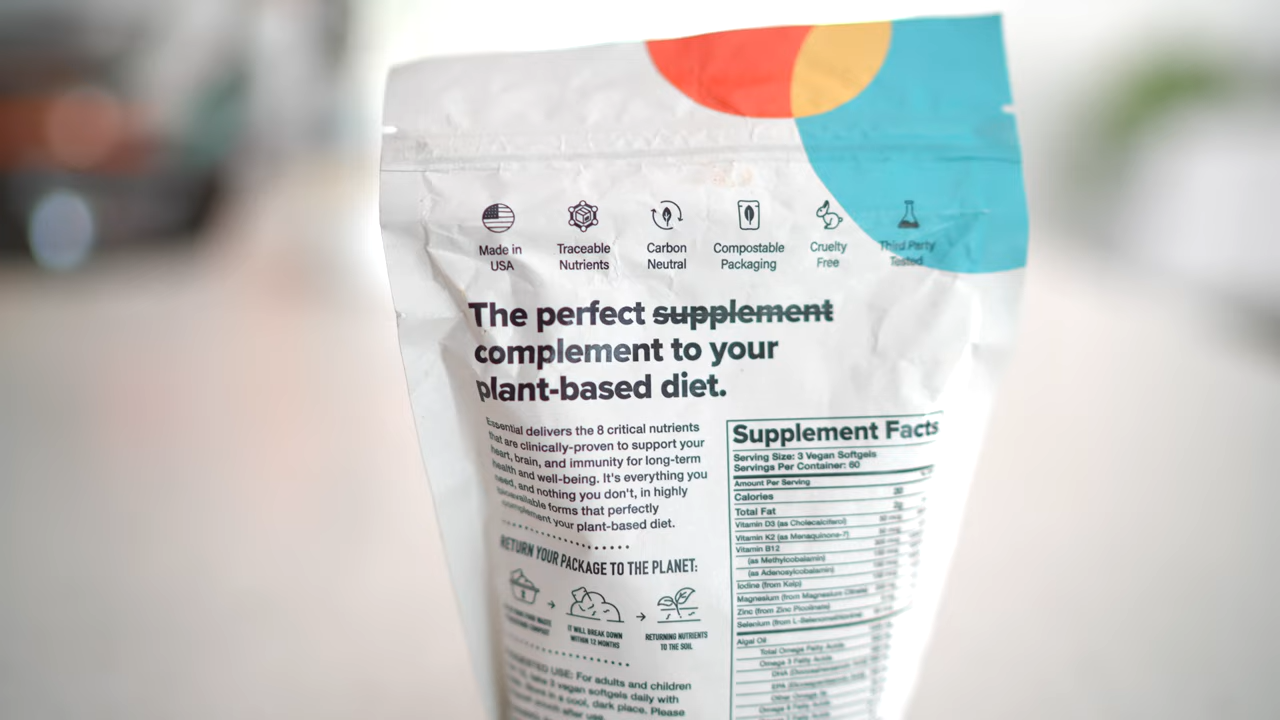 Made in
USA
Traceable
Nutrients
Carbon
Neutral
Compostable
Packaging
Cruelty
Free
Third Party
Tested
The perfect supplement
complement to your
plant-based diet.
Essential delivers the 8 critical nutrients
that are clinically-proven to support your
heart, brain, and immunity for long-term
health and well-being. It's everything you
need, and nothing you don't, in highly
bioavailable forms that perfectly
complement your plant-based diet.
RETURN YOUR PACKAGE TO THE PLANET:
IT WILL BREAK DOWN
WITHIN 12 MONTHS
RETURNING NUTRIENTS
TO THE SOIL
USE: For adults and children
take 3 vegan softgels daily with
in a cool, dark place. Please
after use.
Supplement Facts
Serving Size: 3 Vegan Softgels
Servings Per Container: 60
Amount Per Serving
Calories
Total Fat
Vitamin D3 (as Cholecalciferol)
Vitamin K2 (as Menaquinone-7)
Vitamin B12
(as Methylcobalamin)
(as Adenosylcobalamin)
Iodine (from Kelp)
Magnesium (from Magnesium Citrate)
Zinc (from Zinc Picolinate)
Selenium (from L-Selenomethionine)
Algal Oil
Total Omega Fatty Acids
Omega 3 Fatty Acids